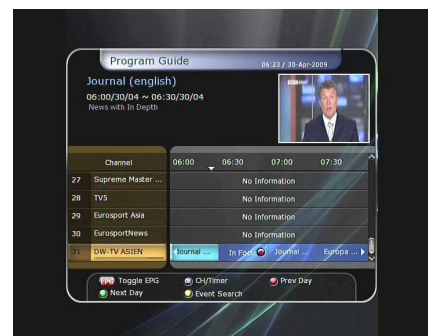 Program Guide
06:23 / 30-Apr-2009
Journal (english)
06:00/30/04 ~ 06:30/30/04
News with In Depth
Channel 06:00 06:30 07:00 07:30
27 Supreme Master ... No Information
28 TV5 No Information
29 Eurosport Asia No Information
30 EurosportNews No Information
31 DW-TV ASIEN Journal ... In Focu Journal ... Europa ...
EPG Toggle EPG CH/Timer Prev Day
Next Day Event Search